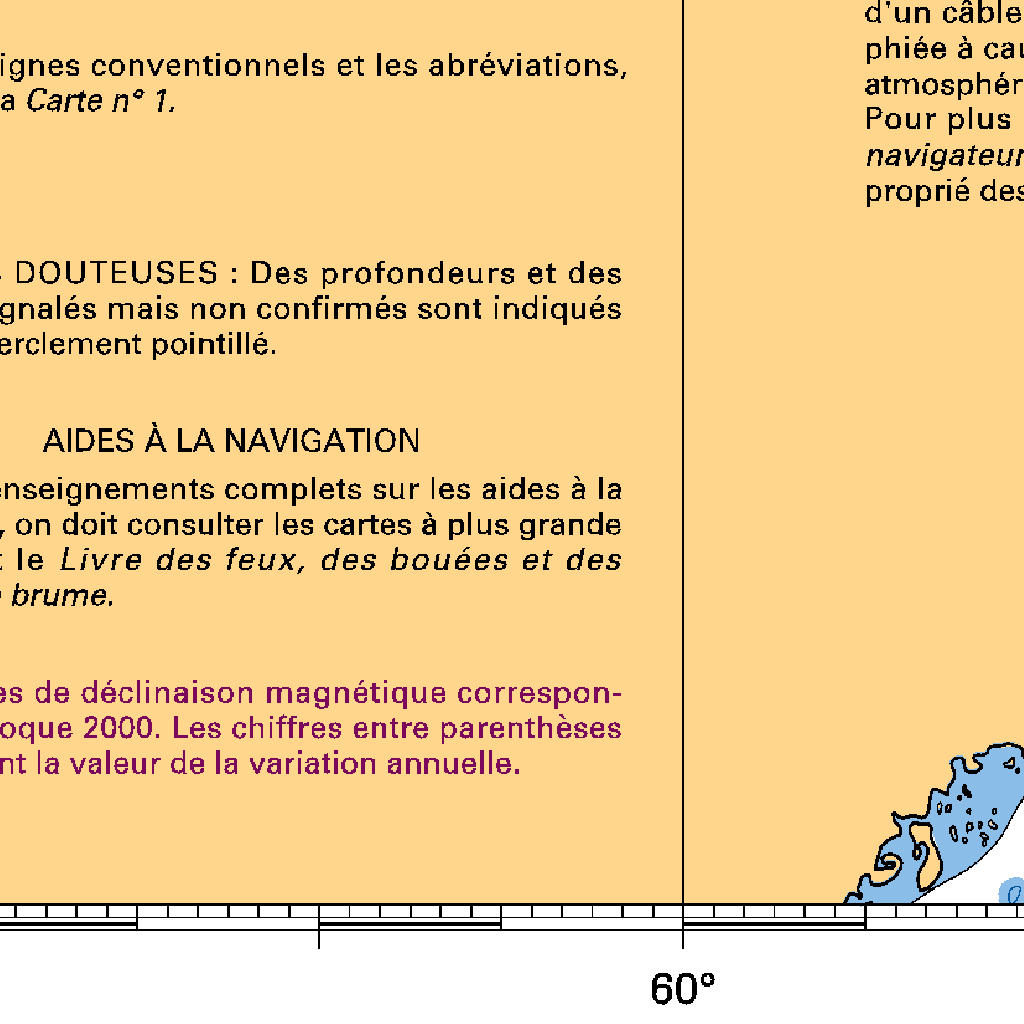 ignes conventionnels et les abréviations,
a Carte n° 1.
DOUTEUSES : Des profondeurs et des
gnalés mais non confirmés sont indiqués
erclement pointillé.
AIDES À LA NAVIGATION
enseignements complets sur les aides à la
, on doit consulter les cartes à plus grande
le Livre des feux, des bouées et des
brume.
es de déclinaison magnétique correspon-
oque 2000. Les chiffres entre parenthèses
nt la valeur de la variation annuelle.
d'un câble
phiée à cau
atmosphér
Pour plus
navigateur
proprié des
60°